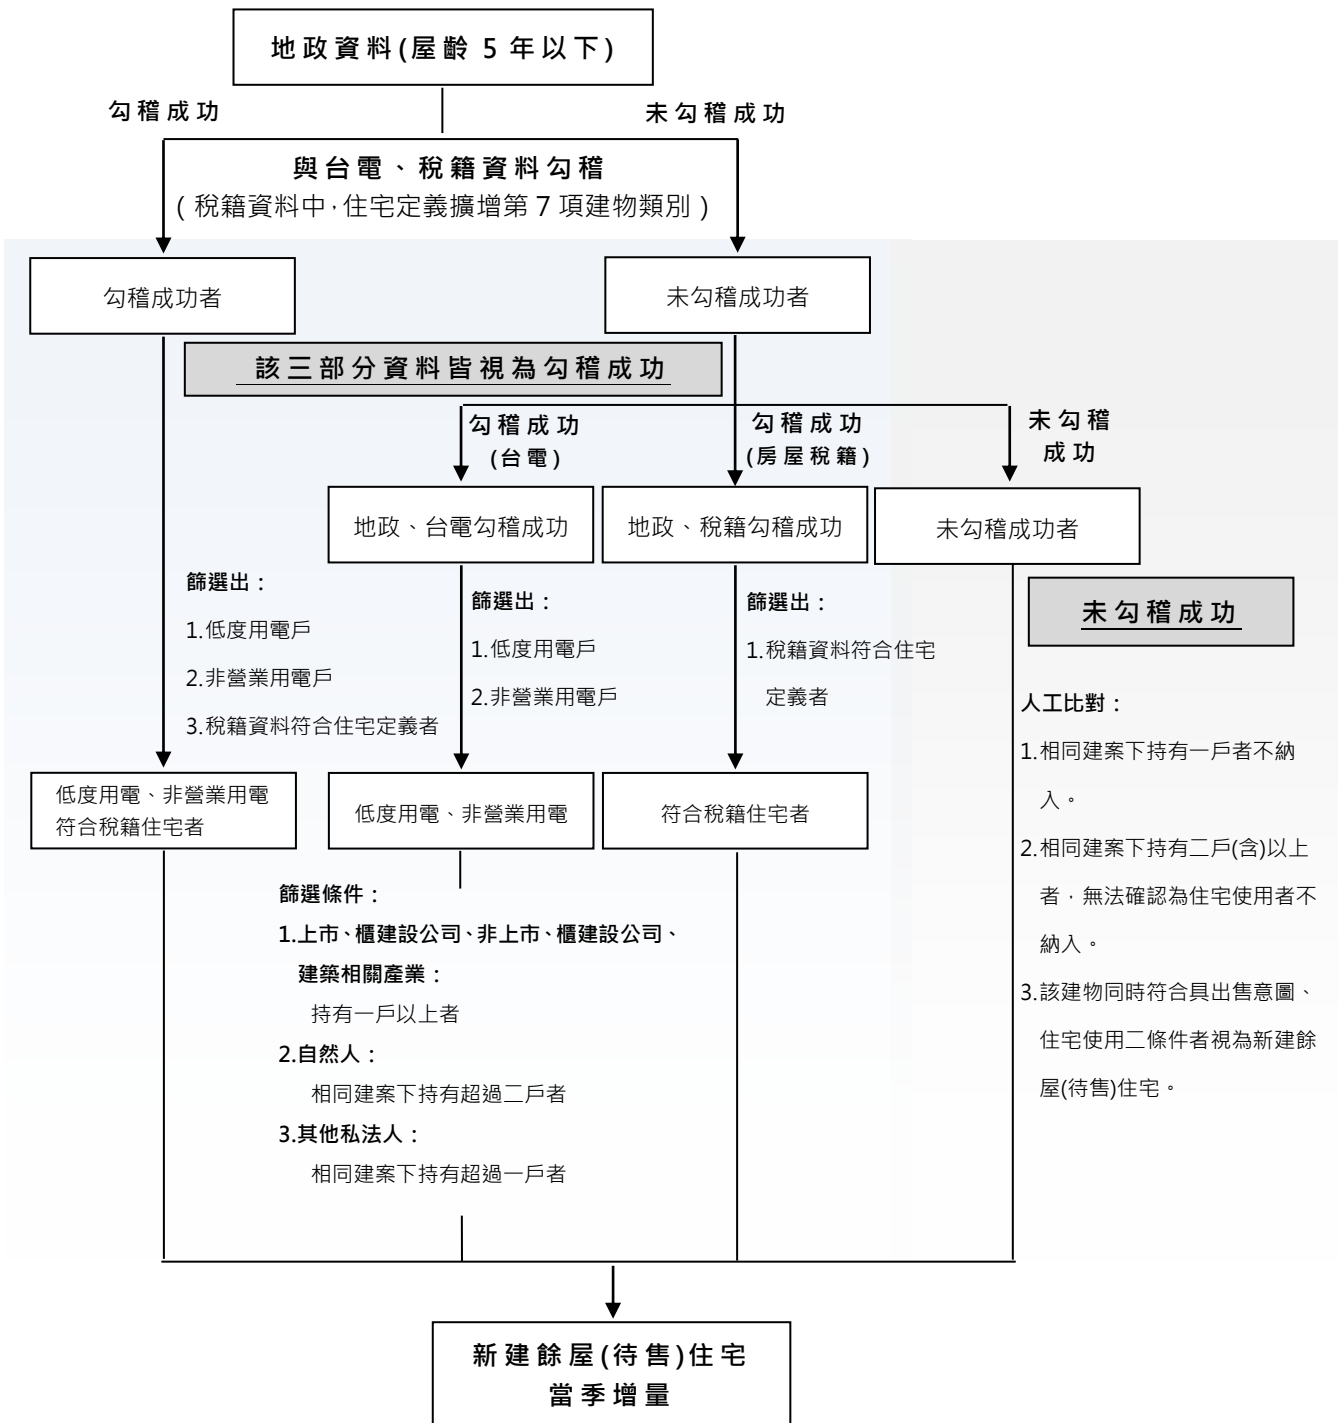 地政資料(屋齡 5 年以下)
勾稽成功
未勾稽成功
與台電、稅籍資料勾稽
(稅籍資料中,住宅定義擴增第 7 項建物類別)
勾稽成功者
未勾稽成功者
該三部分資料皆視為勾稽成功
勾稽成功
(台電)
勾稽成功
(房屋稅籍)
未勾稽
成功
地政、台電勾稽成功
地政、稅籍勾稽成功
未勾稽成功者
篩選出:
1.低度用電戶
2.非營業用電戶
3.稅籍資料符合住宅定義者
篩選出:
1.低度用電戶
2.非營業用電戶
篩選出:
1.稅籍資料符合住宅
定義者
未勾稽成功
人工比對:
1.相同建案下持有一戶者不納
入。
2.相同建案下持有二戶(含)以上
者,無法確認為住宅使用者不
納入。
3.該建物同時符合具出售意圖、
住宅使用二條件者視為新建餘
屋(待售)住宅。
低度用電、非營業用電
符合稅籍住宅者
低度用電、非營業用電
符合稅籍住宅者
篩選條件:
1.上市、櫃建設公司、非上市、櫃建設公司、
建築相關產業:
持有一戶以上者
2.自然人:
相同建案下持有超過二戶者
3.其他私法人:
相同建案下持有超過一戶者
新建餘屋(待售)住宅
當季增量